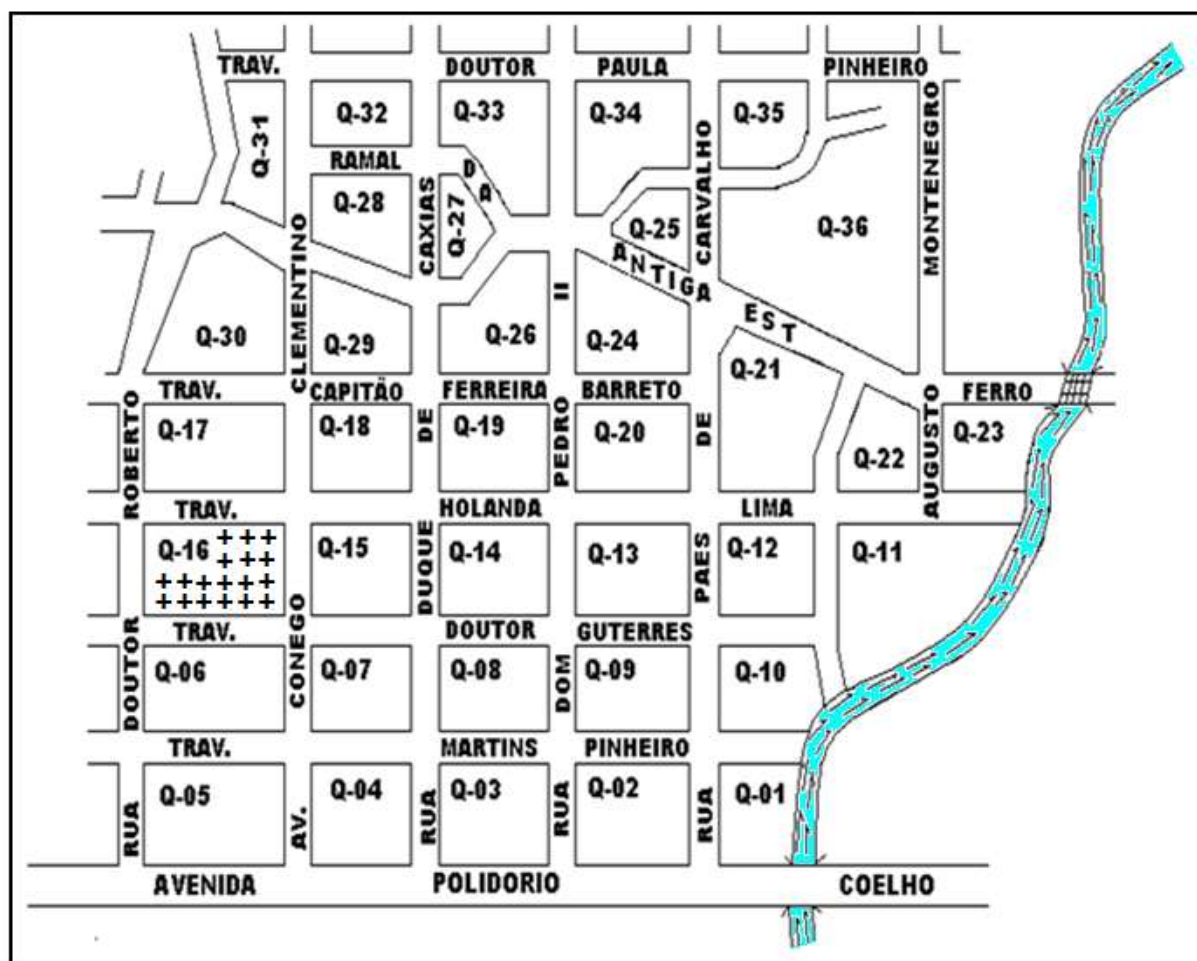 TRAV. DOUTOR PAULA PINHEIRO
Q-31
Q-32
Q-33
Q-34
Q-35
RAMAL DA ANTIGA EST FERRO
Q-28
Q-27
Q-25
Q-36
Q-30
Q-29
Q-26
Q-24
Q-21
TRAV. CAPITÃO FERREIRA BARRETO
Q-17
Q-18
Q-19
Q-20
Q-22
Q-23
TRAV. HOLANDA LIMA
Q-16
Q-15
Q-14
Q-13
Q-12
Q-11
TRAV. DOUTOR GUTERRES
Q-06
Q-07
Q-08
Q-09
Q-10
TRAV. MARTINS PINHEIRO
Q-05
Q-04
Q-03
Q-02
Q-01
AVENIDA POLIDORIO COELHO
RUA DOUTOR ROBERTO
AV. CONEGO CLEMENTINO
RUA DUQUE DE CAXIAS
RUA DOM PEDRO II
RUA PAES DE CARVALHO
AUGUSTO MONTENEGRO